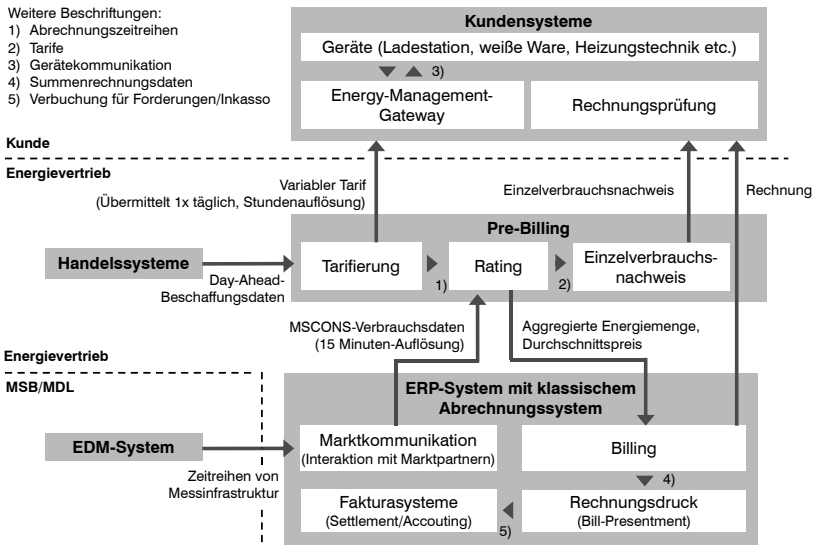 Weitere Beschriftungen:
1) Abrechnungszeitreihen
2) Tarife
3) Gerätekommunikation
4) Summenrechnungsdaten
5) Verbuchung für Forderungen/Inkasso
Kundensysteme
Geräte (Ladestation, weiße Ware, Heizungstechnik etc.)
3)
Energy-Management-
Gateway
Rechnungsprüfung
Kunde
Energievertrieb
Variabler Tarif
(Übermittelt 1x täglich, Stundenauflösung)
Einzelverbrauchsnachweis
Rechnung
Pre-Billing
Handelssysteme
Day-Ahead-
Beschaffungsdaten
Tarifierung
1)
Rating
2)
Einzelverbrauchs-
nachweis
MSCONS-Verbrauchsdaten
(15 Minuten-Auflösung)
Aggregierte Energiemenge,
Durchschnittspreis
Energievertrieb
MSB/MDL
ERP-System mit klassischem
Abrechnungssystem
EDM-System
Zeitreihen von
Messinfrastruktur
Marktkommunikation
(Interaktion mit Marktpartnern)
Billing
4)
Fakturasysteme
(Settlement/Accouting)
5)
Rechnungsdruck
(Bill-Presentment)